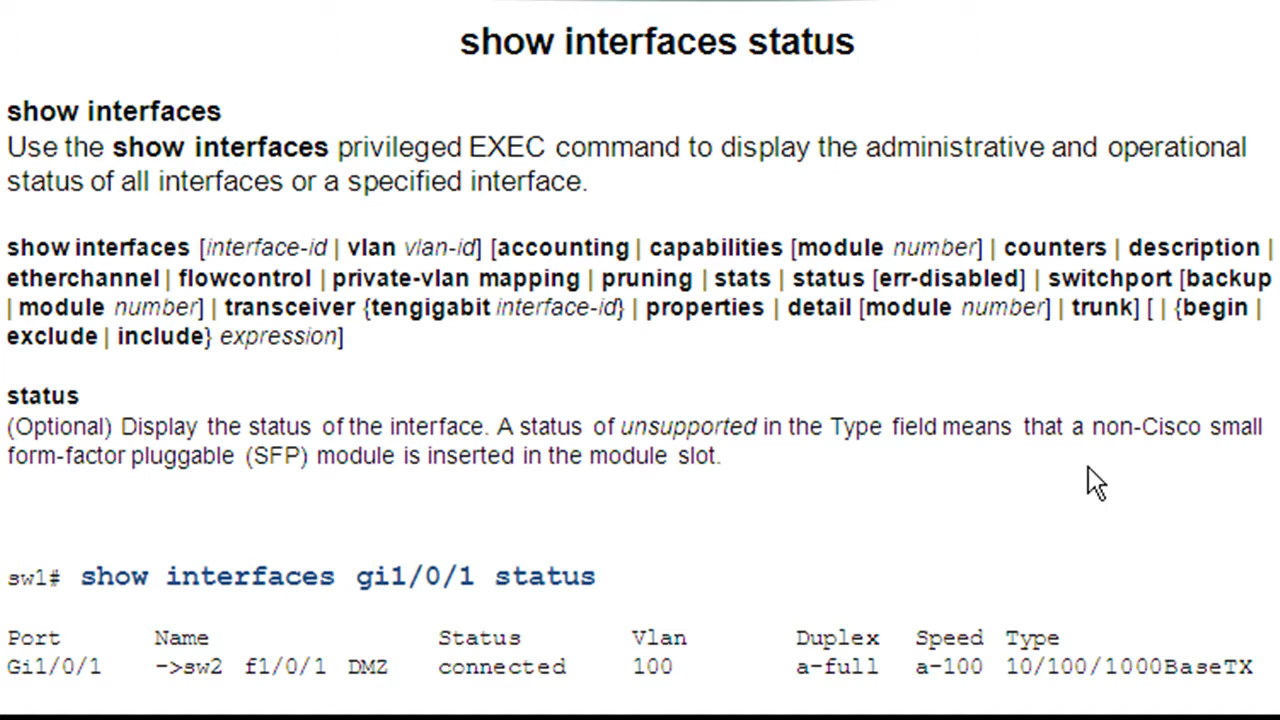 show interfaces status
show interfaces
Use the show interfaces privileged EXEC command to display the administrative and operational
status of all interfaces or a specified interface.
show interfaces [interface-id | vlan vlan-id] [accounting | capabilities [module number] | counters | description |
etherchannel | flowcontrol | private-vlan mapping | pruning | stats | status [err-disabled] | switchport [backup
| module number] | transceiver {tengigabit interface-id} | properties | detail [module number] | trunk] [ | {begin |
exclude | include} expression]
status
(Optional) Display the status of the interface. A status of unsupported in the Type field means that a non-Cisco small
form-factor pluggable (SFP) module is inserted in the module slot.
sw1# show interfaces gi1/0/1 status
Port Name Status Vlan Duplex Speed Type
Gi1/0/1 ->sw2 f1/0/1 DMZ connected 100 a-full a-100 10/100/1000BaseTX